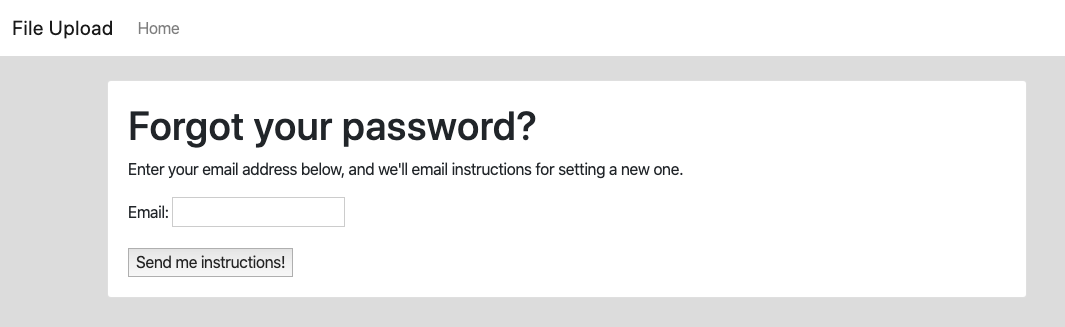 File Upload Home
Forgot your password?
Enter your email address below, and we'll email instructions for setting a new one.
Email:
Send me instructions!